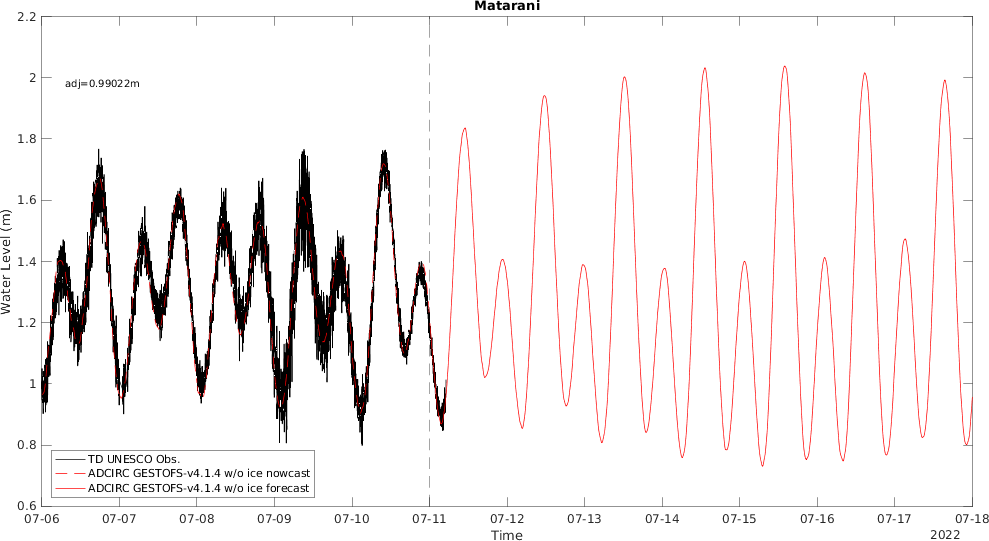 Matarani
2.2
2
1.8
1.6
1.4
1.2
1
0.8
0.6
Water Level (m)
adj=0.99022m
TD UNESCO Obs.
ADCIRC GESTOFS-v4.1.4 w/o ice nowcast
ADCIRC GESTOFS-v4.1.4 w/o ice forecast
07-06 07-07 07-08 07-09 07-10 07-11 07-12 07-13 07-14 07-15 07-16 07-17 07-18
Time
2022